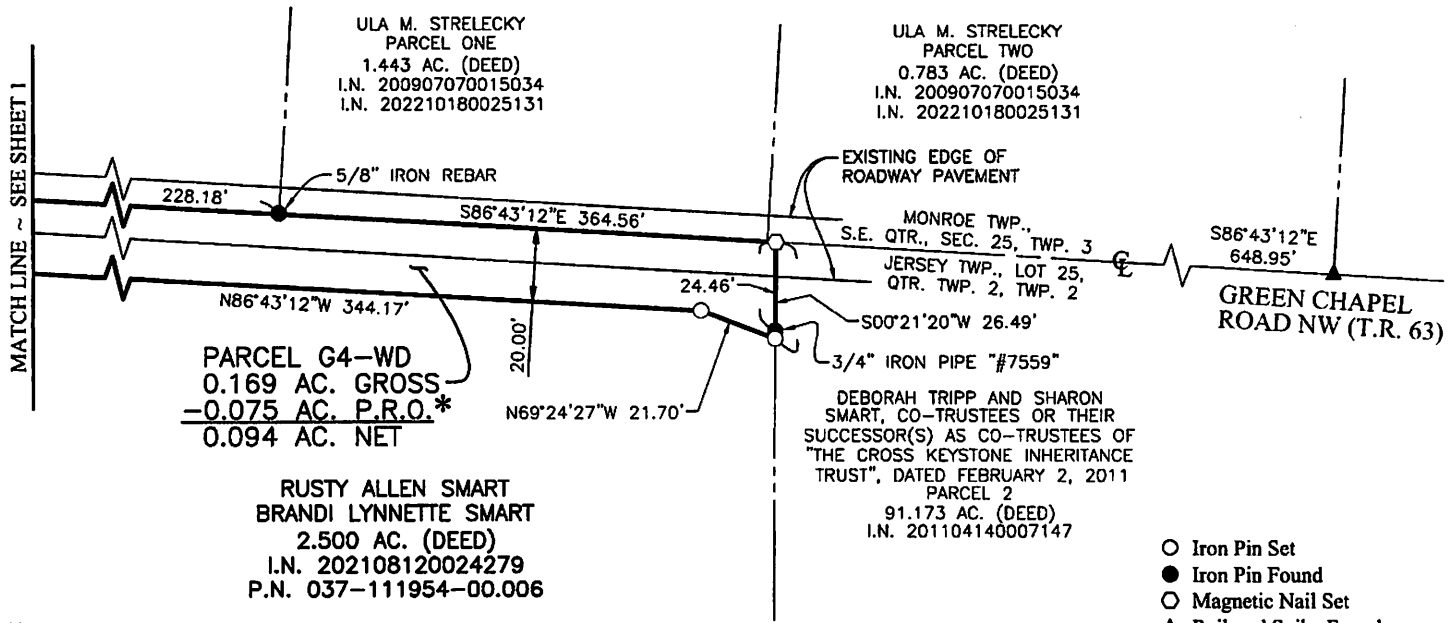 MATCH LINE ~ SEE SHEET 1
ULA M. STRELECKY
PARCEL ONE
1.443 AC. (DEED)
I.N. 200907070015034
I.N. 202210180025131
ULA M. STRELECKY
PARCEL TWO
0.783 AC. (DEED)
I.N. 200907070015034
I.N. 202210180025131
EXISTING EDGE OF
ROADWAY PAVEMENT
5/8" IRON REBAR
228.18'
S86°43'12"E 364.56'
MONROE TWP.,
S.E. QTR., SEC. 25, TWP. 3
JERSEY TWP., LOT 25,
QTR. TWP. 2, TWP. 2
℄
S86°43'12"E
648.95'
GREEN CHAPEL
ROAD NW (T.R. 63)
24.46'
S00°21'20"W 26.49'
N86°43'12"W 344.17'
20.00'
3/4" IRON PIPE "#7559"
N69°24'27"W 21.70'
PARCEL G4-WD
0.169 AC. GROSS
-0.075 AC. P.R.O.*
0.094 AC. NET
DEBORAH TRIPP AND SHARON
SMART, CO-TRUSTEES OR THEIR
SUCCESSOR(S) AS CO-TRUSTEES OF
"THE CROSS KEYSTONE INHERITANCE
TRUST", DATED FEBRUARY 2, 2011
PARCEL 2
91.173 AC. (DEED)
I.N. 201104140007147
RUSTY ALLEN SMART
BRANDI LYNNETTE SMART
2.500 AC. (DEED)
I.N. 202108120024279
P.N. 037-111954-00.006
Iron Pin Set
Iron Pin Found
Magnetic Nail Set